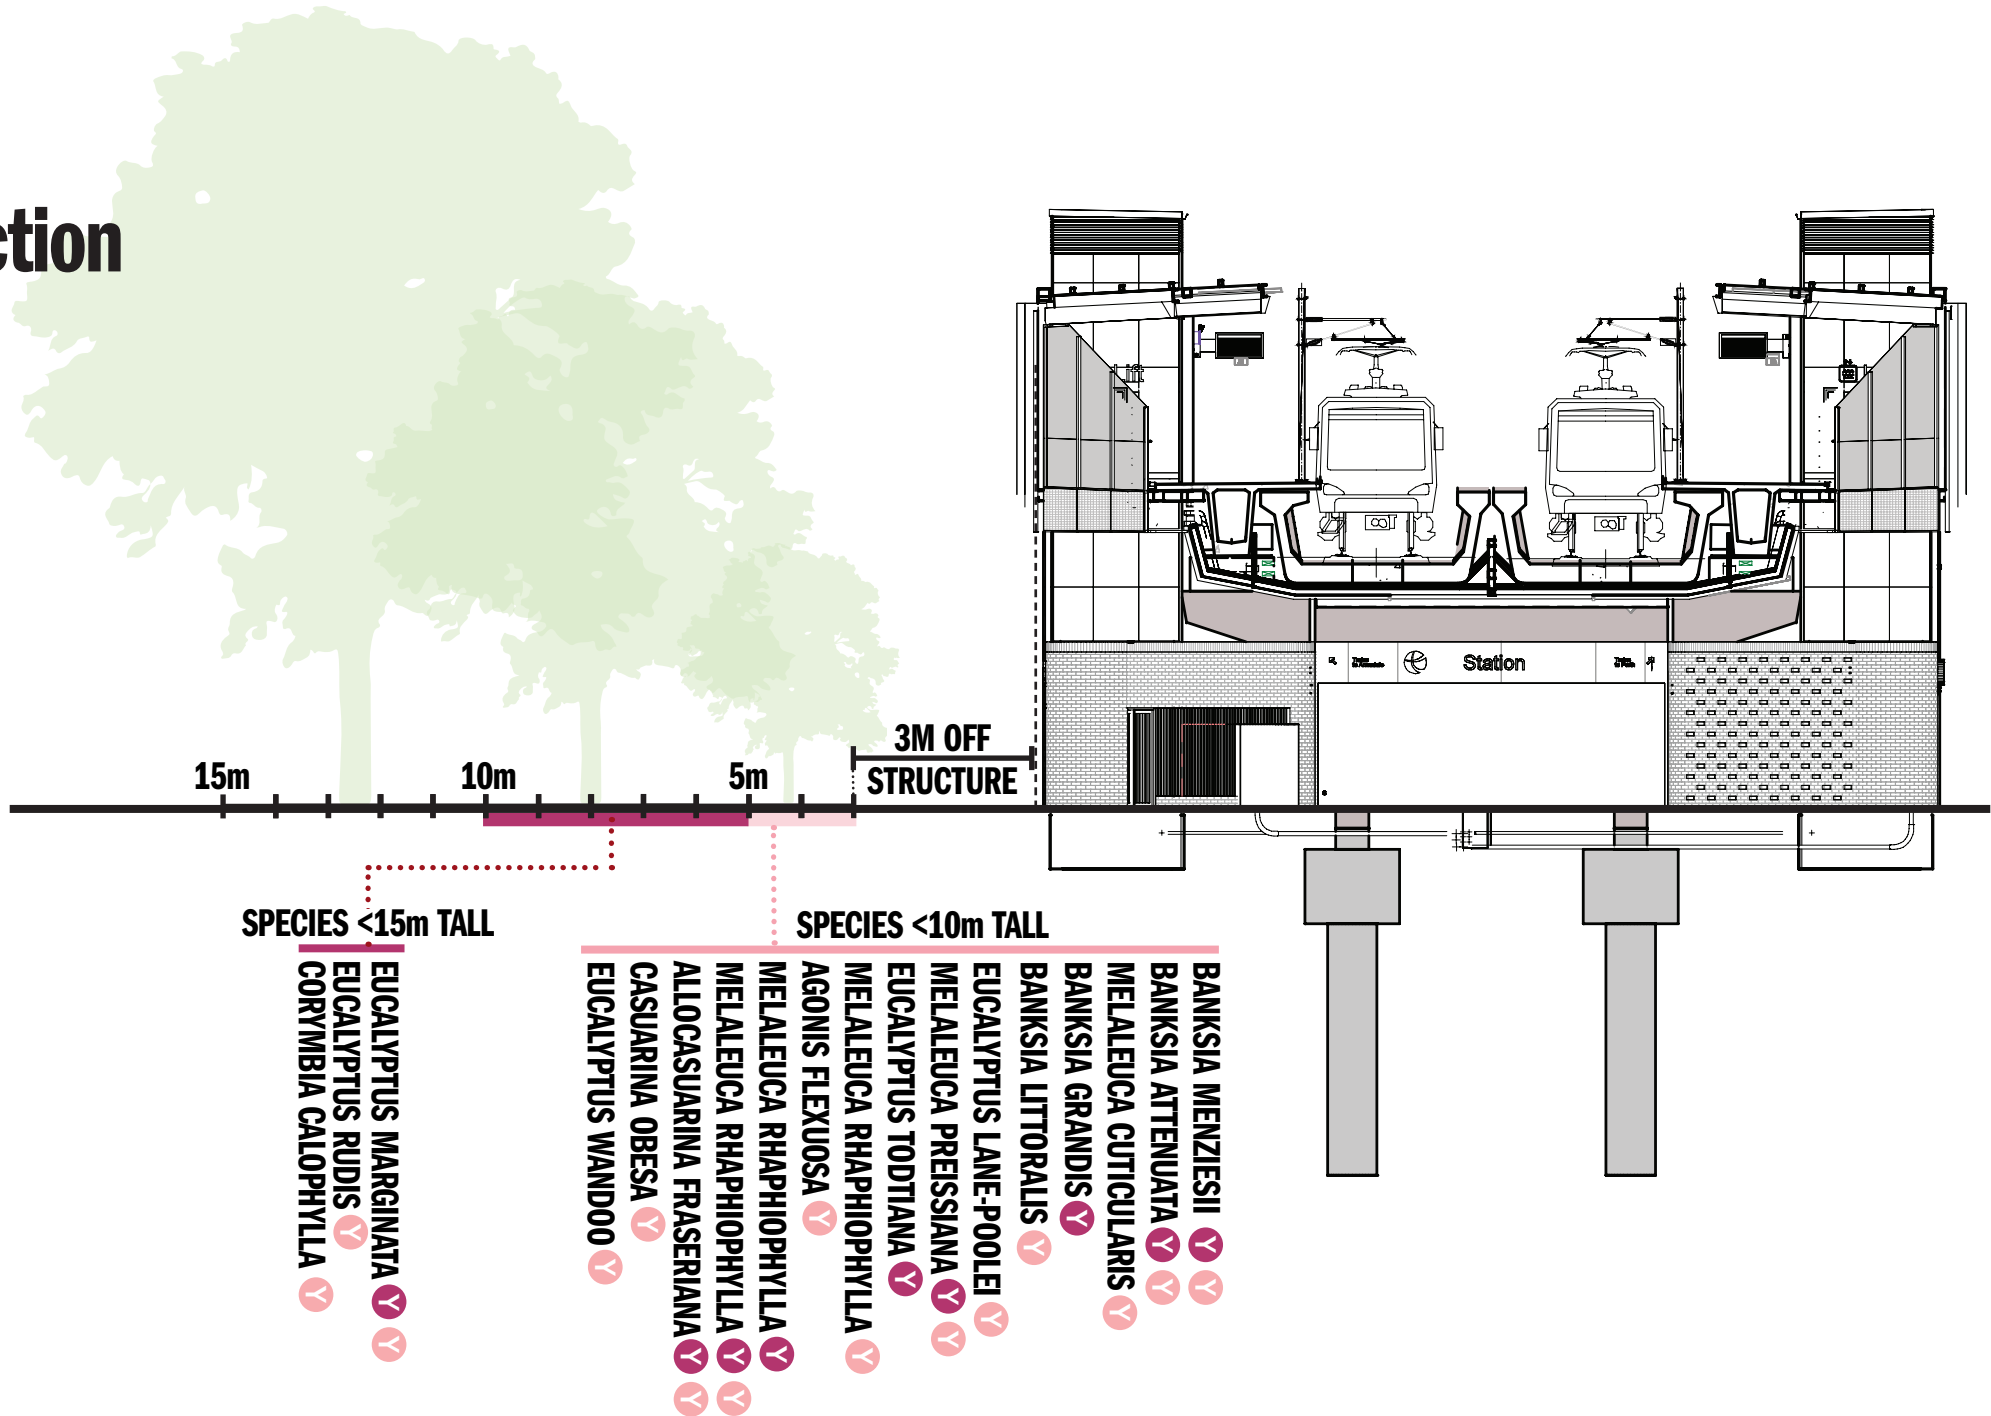 ction
Lift
Station
3M OFF
STRUCTURE
15m
10m
5m
SPECIES <15m TALL
SPECIES <10m TALL
CORYMBIA CALOPHYLLA Y
EUCALYPTUS RUDIS Y
EUCALYPTUS MARGINATA Y Y
EUCALYPTUS WANDOO Y
CASUARINA OBESA Y
ALLOCASUARINA FRASERIANA Y Y
MELALEUCA RHAPHIOPHYLLA Y Y
MELALEUCA RHAPHIOPHYLLA Y
AGONIS FLEXUOSA Y
MELALEUCA RHAPHIOPHYLLA Y
EUCALYPTUS TODTIANA Y
MELALEUCA PREISSIANA Y Y
EUCALYPTUS LANE-POOLEI Y
BANKSIA LITTORALIS Y
BANKSIA GRANDIS Y
MELALEUCA CUTICULARIS Y
BANKSIA ATTENUATA Y Y
BANKSIA MENZIESII Y Y